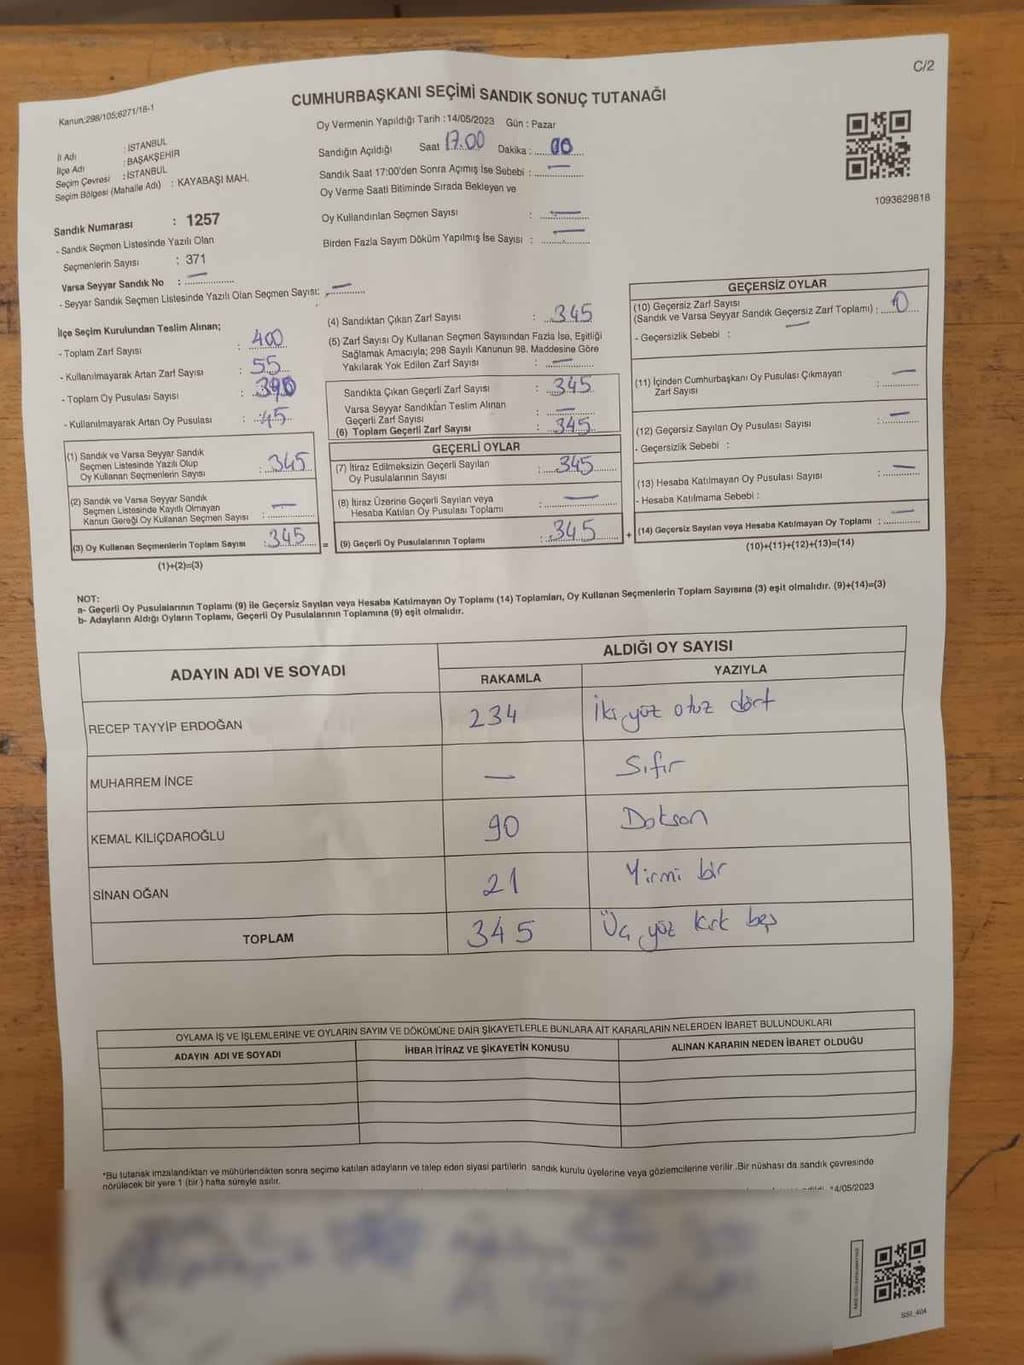 C/2
Kanun;298/105;6271/18-1
CUMHURBAŞKANI SEÇİMİ SANDIK SONUÇ TUTANAĞI
İl Adı : İSTANBUL
İlçe Adı : BAŞAKŞEHİR
Seçim Çevresi : İSTANBUL
Seçim Bölgesi (Mahalle Adı) : KAYABAŞI MAH.
Sandık Numarası : 1257
- Sandık Seçmen Listesinde Yazılı Olan
Seçmenlerin Sayısı : 371
Varsa Seyyar Sandık No : —
- Seyyar Sandık Seçmen Listesinde Yazılı Olan Seçmen Sayısı: —
Oy Vermenin Yapıldığı Tarih : 14/05/2023 Gün : Pazar
Sandığın Açıldığı Saat 17.00 Dakika : 00
Sandık Saat 17:00'den Sonra Açımış İse Sebebi : —
Oy Verme Saati Bitiminde Sırada Bekleyen ve
Oy Kullandırılan Seçmen Sayısı : —
Birden Fazla Sayım Döküm Yapılmış İse Sayısı : —
1093629818
İlçe Seçim Kurulundan Teslim Alınan;
- Toplam Zarf Sayısı : 400
- Kullanılmayarak Artan Zarf Sayısı : 55
- Toplam Oy Pusulası Sayısı : 390
- Kullanılmayarak Artan Oy Pusulası : 45
(1) Sandık ve Varsa Seyyar Sandık
Seçmen Listesinde Yazılı Olup
Oy Kullanan Seçmenlerin Sayısı : 345
(2) Sandık ve Varsa Seyyar Sandık
Seçmen Listesinde Kayıtlı Olmayan
Kanun Gereği Oy Kullanan Seçmen Sayısı : —
(3) Oy Kullanan Seçmenlerin Toplam Sayısı : 345
(1)+(2)=(3)
=
(4) Sandıktan Çıkan Zarf Sayısı : 345
(5) Zarf Sayısı Oy Kullanan Seçmen Sayısından Fazla İse, Eşitliği
Sağlamak Amacıyla; 298 Sayılı Kanunun 98. Maddesine Göre
Yakılarak Yok Edilen Zarf Sayısı : —
Sandıkta Çıkan Geçerli Zarf Sayısı : 345
Varsa Seyyar Sandıktan Teslim Alınan
Geçerli Zarf Sayısı : —
(6) Toplam Geçerli Zarf Sayısı : 345
GEÇERLİ OYLAR
(7) İtiraz Edilmeksizin Geçerli Sayılan
Oy Pusulalarının Sayısı : 345
(8) İtiraz Üzerine Geçerli Sayılan veya
Hesaba Katılan Oy Pusulası Toplamı : —
(9) Geçerli Oy Pusulalarının Toplamı : 345
+
GEÇERSİZ OYLAR
(10) Geçersiz Zarf Sayısı
(Sandık ve Varsa Seyyar Sandık Geçersiz Zarf Toplamı) : 0
- Geçersizlik Sebebi : —
(11) İçinden Cumhurbaşkanı Oy Pusulası Çıkmayan
Zarf Sayısı : —
(12) Geçersiz Sayılan Oy Pusulası Sayısı : —
- Geçersizlik Sebebi :
(13) Hesaba Katılmayan Oy Pusulası Sayısı : —
- Hesaba Katılmama Sebebi :
(14) Geçersiz Sayılan veya Hesaba Katılmayan Oy Toplamı : —
(10)+(11)+(12)+(13)=(14)
NOT:
a- Geçerli Oy Pusulalarının Toplamı (9) ile Geçersiz Sayılan veya Hesaba Katılmayan Oy Toplamı (14) Toplamları, Oy Kullanan Seçmenlerin Toplam Sayısına (3) eşit olmalıdır. (9)+(14)=(3)
b- Adayların Aldığı Oyların Toplamı, Geçerli Oy Pusulalarının Toplamına (9) eşit olmalıdır.
ADAYIN ADI VE SOYADI
ALDIĞI OY SAYISI
RAKAMLA YAZIYLA
RECEP TAYYİP ERDOĞAN 234 İki yüz otuz dört
MUHARREM İNCE — Sıfır
KEMAL KILIÇDAROĞLU 90 Doksan
SİNAN OĞAN 21 Yirmi bir
TOPLAM 345 Üç yüz kırk beş
OYLAMA İŞ VE İŞLEMLERİNE VE OYLARIN SAYIM VE DÖKÜMÜNE DAİR ŞİKAYETLERLE BUNLARA AİT KARARLARIN NELERDEN İBARET BULUNDUKLARI
ADAYIN ADI VE SOYADI İHBAR İTİRAZ VE ŞİKAYETİN KONUSU ALINAN KARARIN NEDEN İBARET OLDUĞU
*Bu tutanak imzalandıktan ve mühürlendikten sonra seçime katılan adayların ve talep eden siyasi partilerin sandık kurulu üyelerine veya gözlemcilerine verilir .Bir nüshası da sandık çevresinde
nörülecek bir yere 1 (bir ) hafta süreyle asılır.
4/05/2023